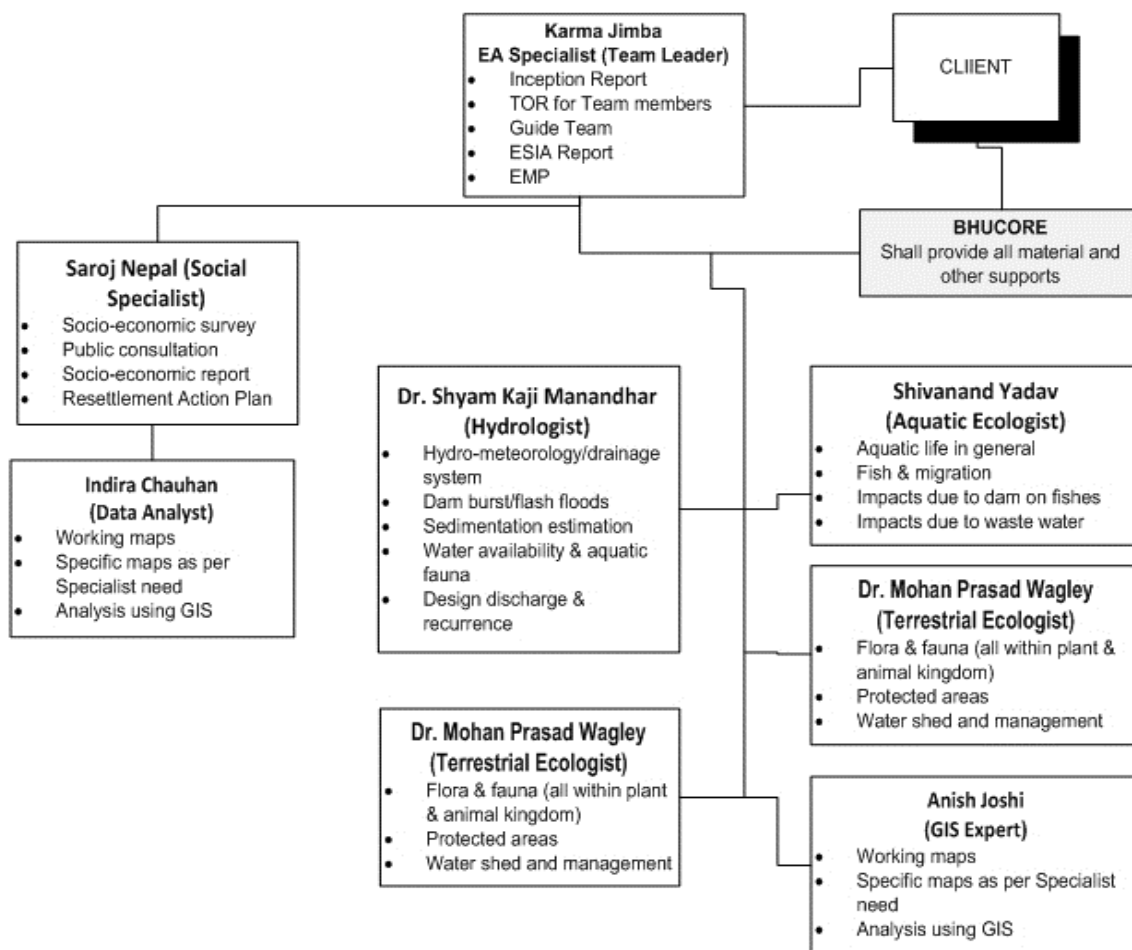 Karma Jimba
EA Specialist (Team Leader)
• Inception Report
• TOR for Team members
• Guide Team
• ESIA Report
• EMP
CLIIENT
BHUCORE
Shall provide all material and
other supports
Saroj Nepal (Social
Specialist)
• Socio-economic survey
• Public consultation
• Socio-economic report
• Resettlement Action Plan
Indira Chauhan
(Data Analyst)
• Working maps
• Specific maps as per
Specialist need
• Analysis using GIS
Dr. Shyam Kaji Manandhar
(Hydrologist)
• Hydro-meteorology/drainage
system
• Dam burst/flash floods
• Sedimentation estimation
• Water availability & aquatic
fauna
• Design discharge &
recurrence
Shivanand Yadav
(Aquatic Ecologist)
• Aquatic life in general
• Fish & migration
• Impacts due to dam on fishes
• Impacts due to waste water
Dr. Mohan Prasad Wagley
(Terrestrial Ecologist)
• Flora & fauna (all within plant &
animal kingdom)
• Protected areas
• Water shed and management
Dr. Mohan Prasad Wagley
(Terrestrial Ecologist)
• Flora & fauna (all within plant
& animal kingdom)
• Protected areas
• Water shed and management
Anish Joshi
(GIS Expert)
• Working maps
• Specific maps as per Specialist
need
• Analysis using GIS